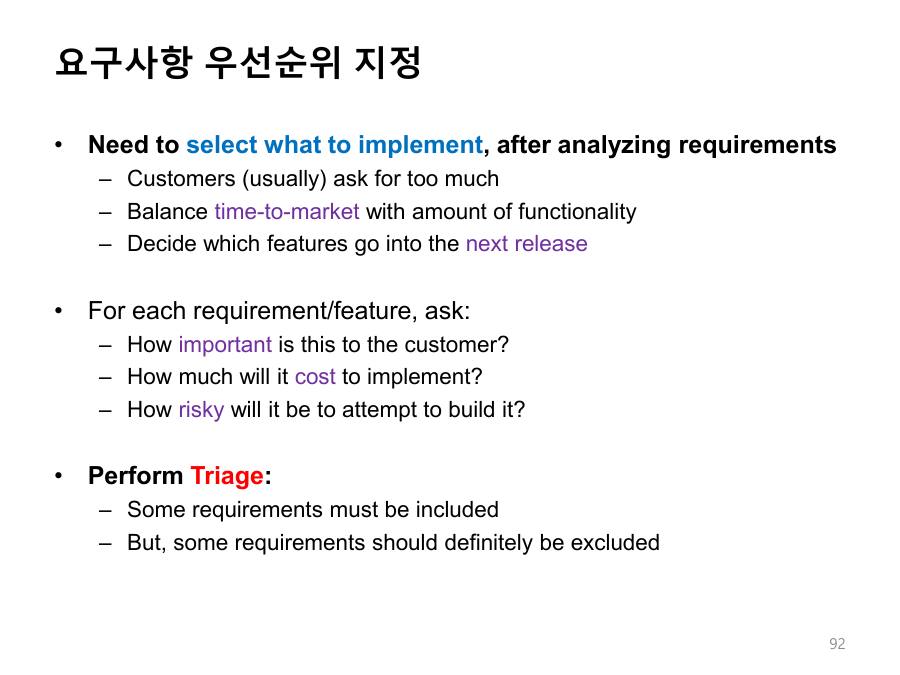 요구사항 우선순위 지정
• Need to select what to implement, after analyzing requirements
– Customers (usually) ask for too much
– Balance time-to-market with amount of functionality
– Decide which features go into the next release
• For each requirement/feature, ask:
– How important is this to the customer?
– How much will it cost to implement?
– How risky will it be to attempt to build it?
• Perform Triage:
– Some requirements must be included
– But, some requirements should definitely be excluded
92